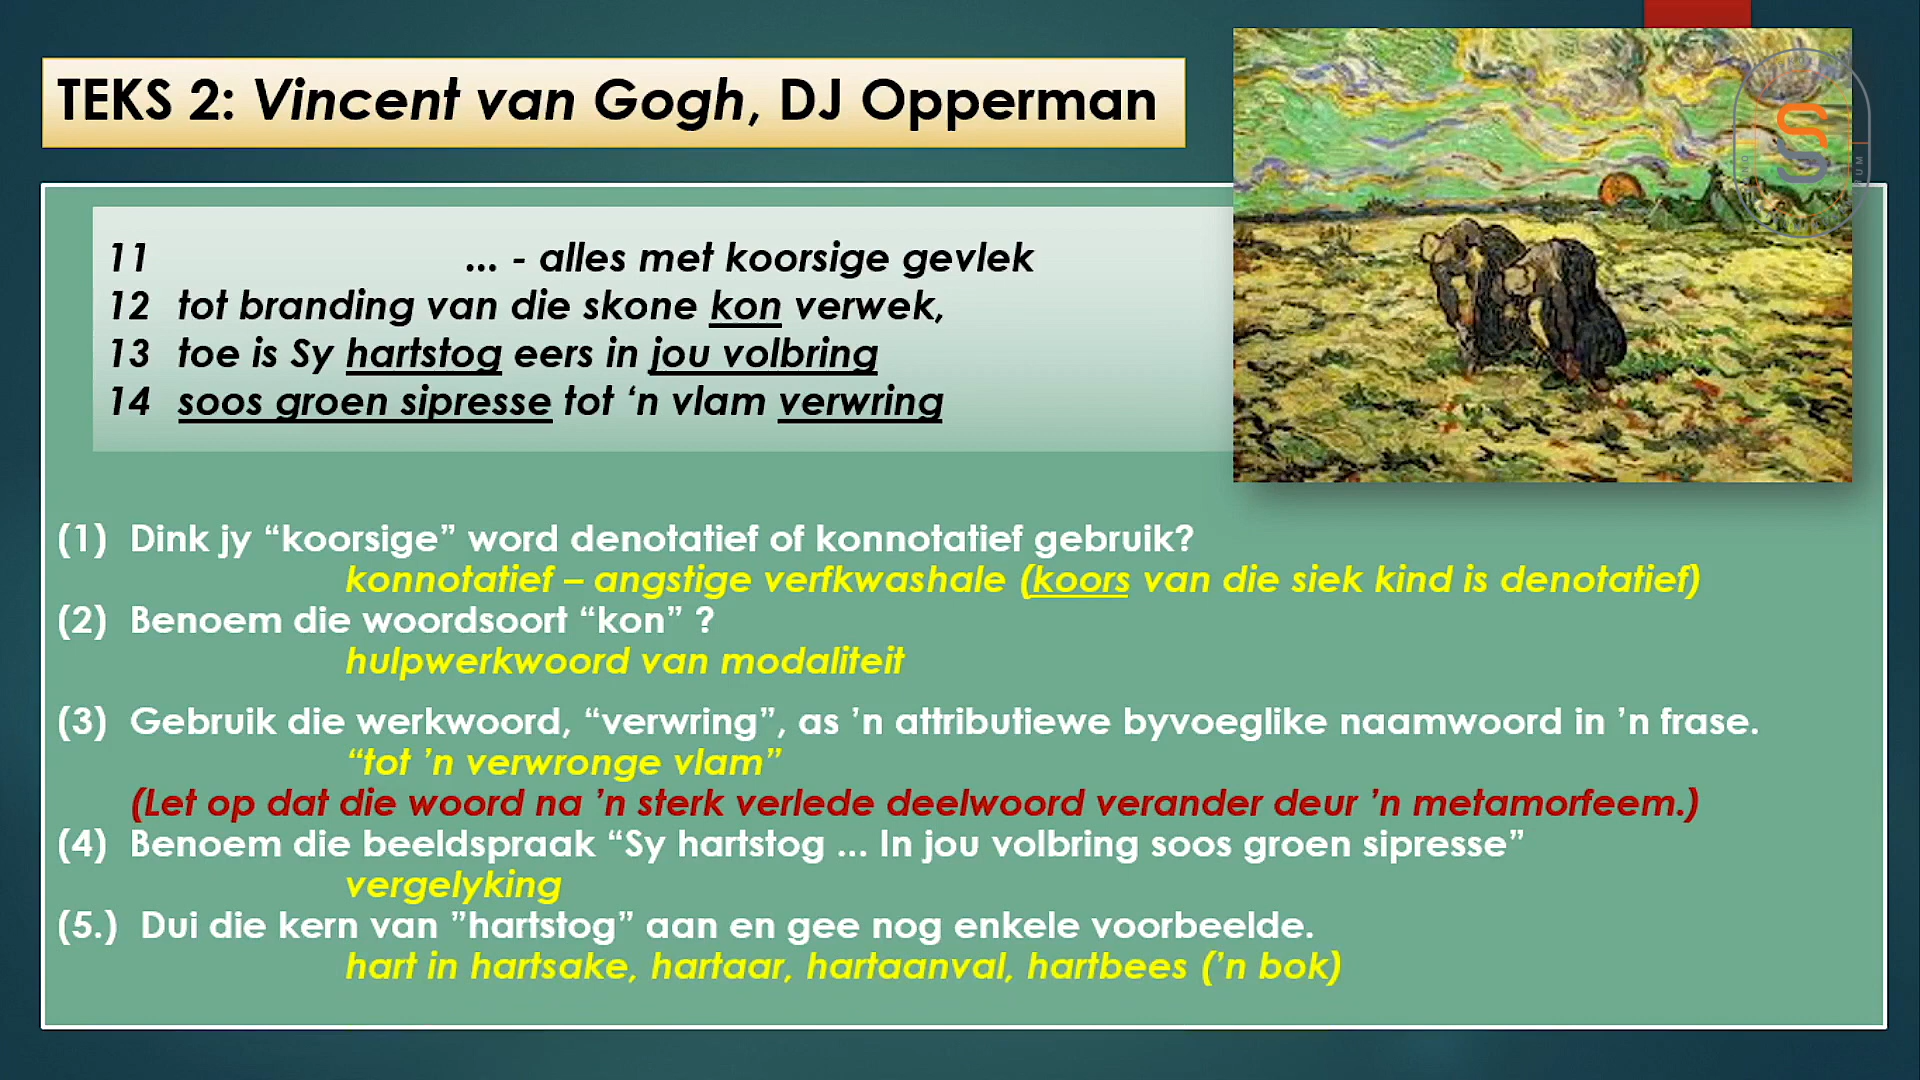 TEKS 2: Vincent van Gogh, DJ Opperman
11 ... - alles met koorsige gevlek
12 tot branding van die skone kon verwek,
13 toe is Sy hartstog eers in jou volbring
14 soos groen sipresse tot ‘n vlam verwring
(1) Dink jy “koorsige” word denotatief of konnotatief gebruik?
konnotatief – angstige verfkwashale (koors van die siek kind is denotatief)
(2) Benoem die woordsoort “kon” ?
hulpwerkwoord van modaliteit
(3) Gebruik die werkwoord, “verwring”, as ’n attributiewe byvoeglike naamwoord in ’n frase.
“tot ’n verwronge vlam”
(Let op dat die woord na ’n sterk verlede deelwoord verander deur ’n metamorfeem.)
(4) Benoem die beeldspraak “Sy hartstog ... In jou volbring soos groen sipresse”
vergelyking
(5.) Dui die kern van ”hartstog” aan en gee nog enkele voorbeelde.
hart in hartsake, hartaar, hartaanval, hartbees (’n bok)